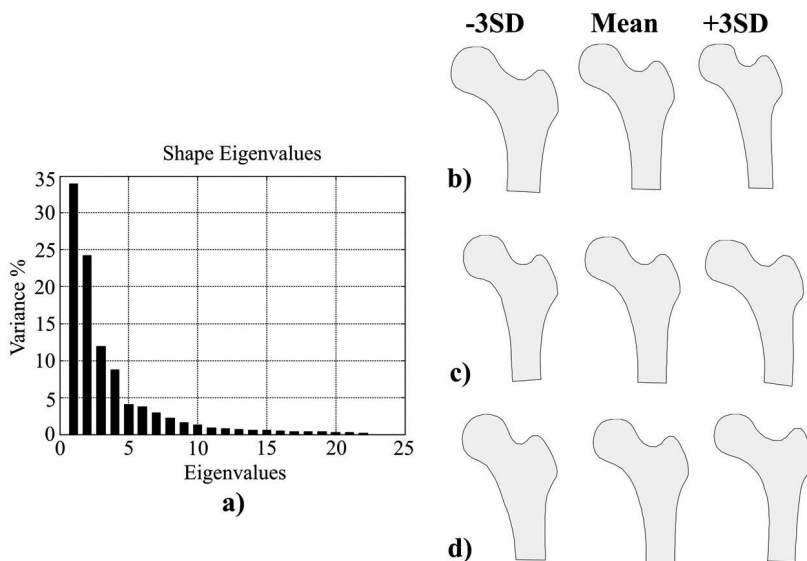 -3SD Mean +3SD
Shape Eigenvalues
Variance %
35
30
25
20
15
10
5
0
0 5 10 15 20 25
Eigenvalues
a)
b)
c)
d)